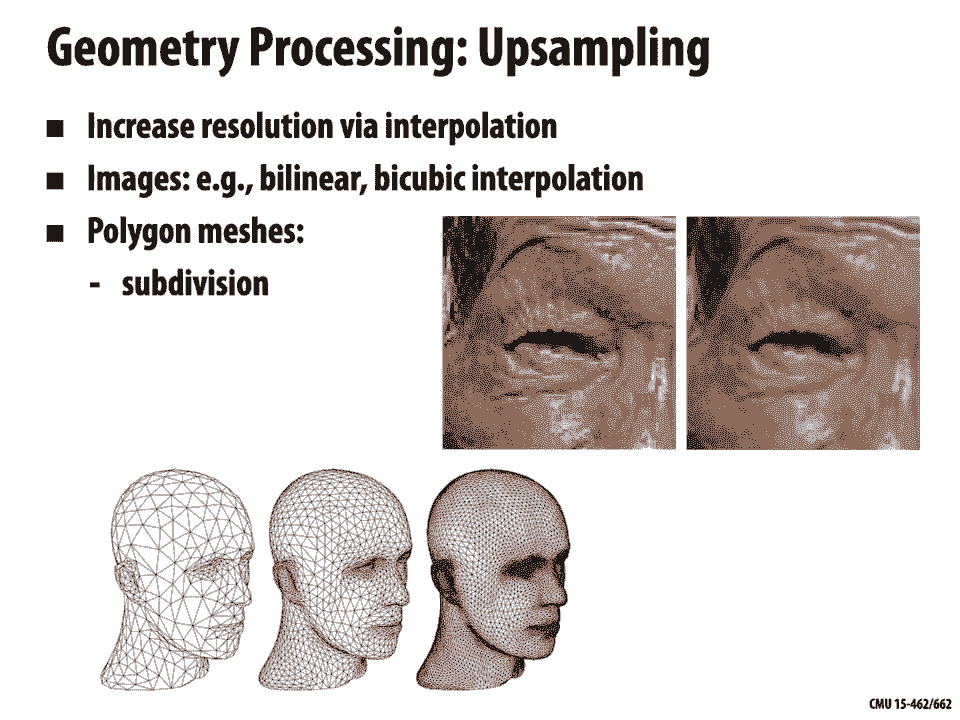 Geometry Processing: Upsampling
■ Increase resolution via interpolation
■ Images: e.g., bilinear, bicubic interpolation
■ Polygon meshes:
- subdivision
CMU 15-462/662